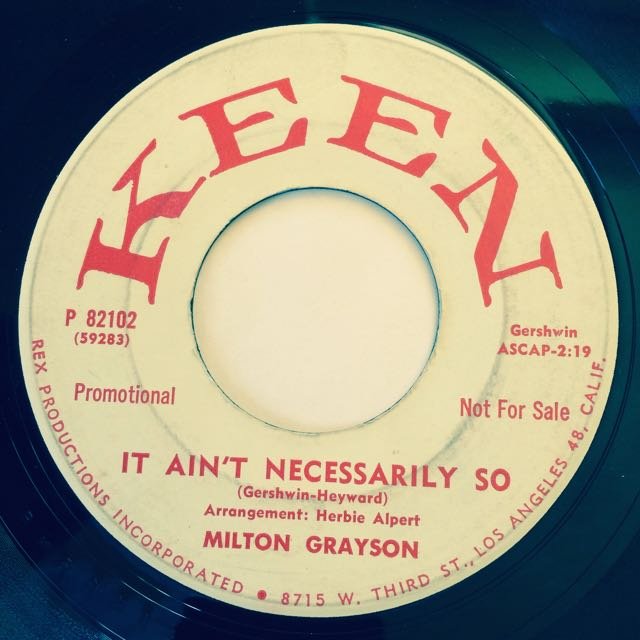 KEEN
P 82102
(59283)
Gershwin
ASCAP-2:19
Promotional
Not For Sale
IT AIN'T NECESSARILY SO
(Gershwin-Heyward)
Arrangement: Herbie Alpert
MILTON GRAYSON
REX PRODUCTIONS INCORPORATED • 8715 W. THIRD ST., LOS ANGELES 48, CALIF.